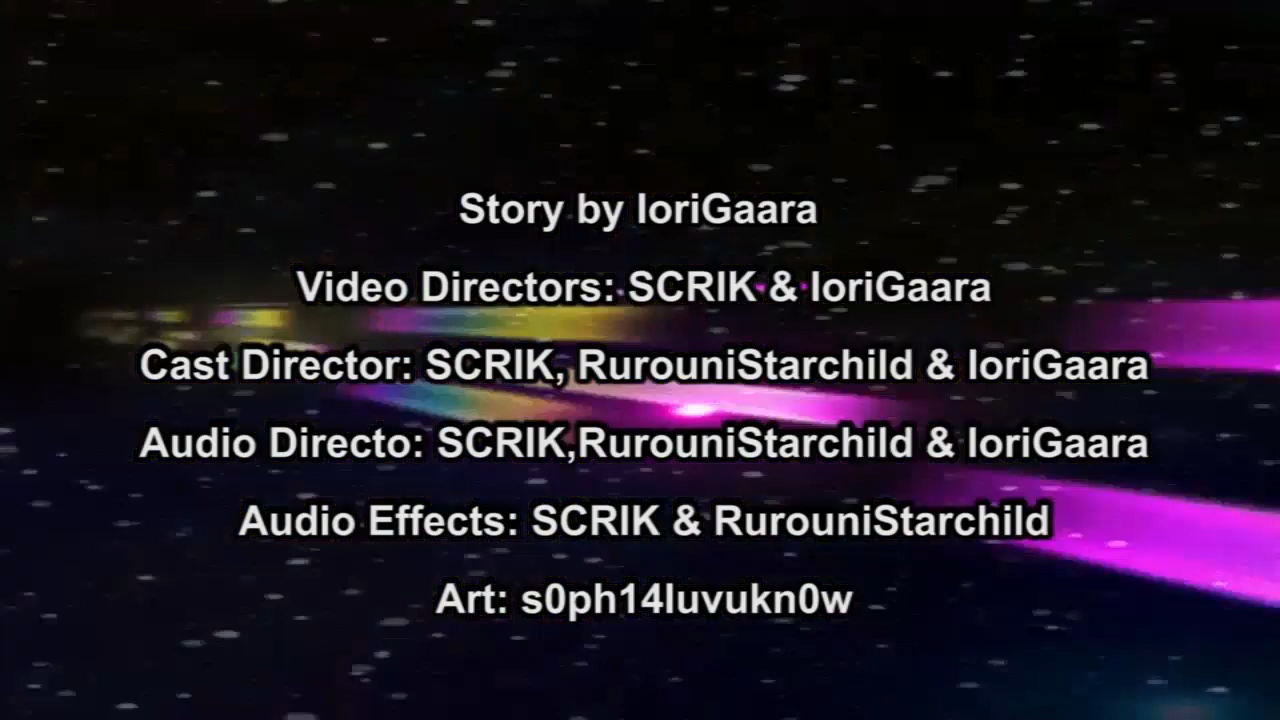 Story by IoriGaara
Video Directors: SCRIK & IoriGaara
Cast Director: SCRIK, RurouniStarchild & IoriGaara
Audio Directo: SCRIK,RurouniStarchild & IoriGaara
Audio Effects: SCRIK & RurouniStarchild
Art: s0ph14luvukn0w